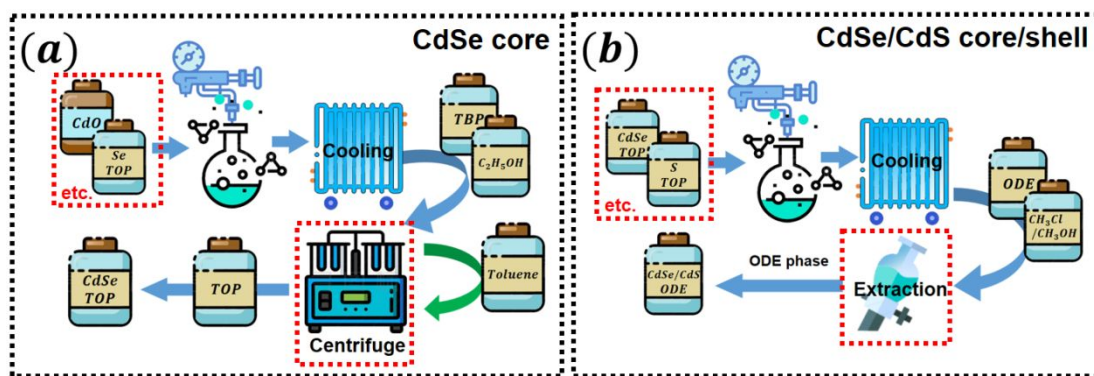 (a)
CdSe core
CdO
Se
TOP
etc.
Cooling
TBP
C₂H₅OH
Toluene
Centrifuge
TOP
CdSe
TOP
(b)
CdSe/CdS core/shell
CdSe
TOP
S
TOP
etc.
Cooling
ODE
CH₃Cl
/CH₃OH
Extraction
ODE phase
CdSe/CdS
ODE